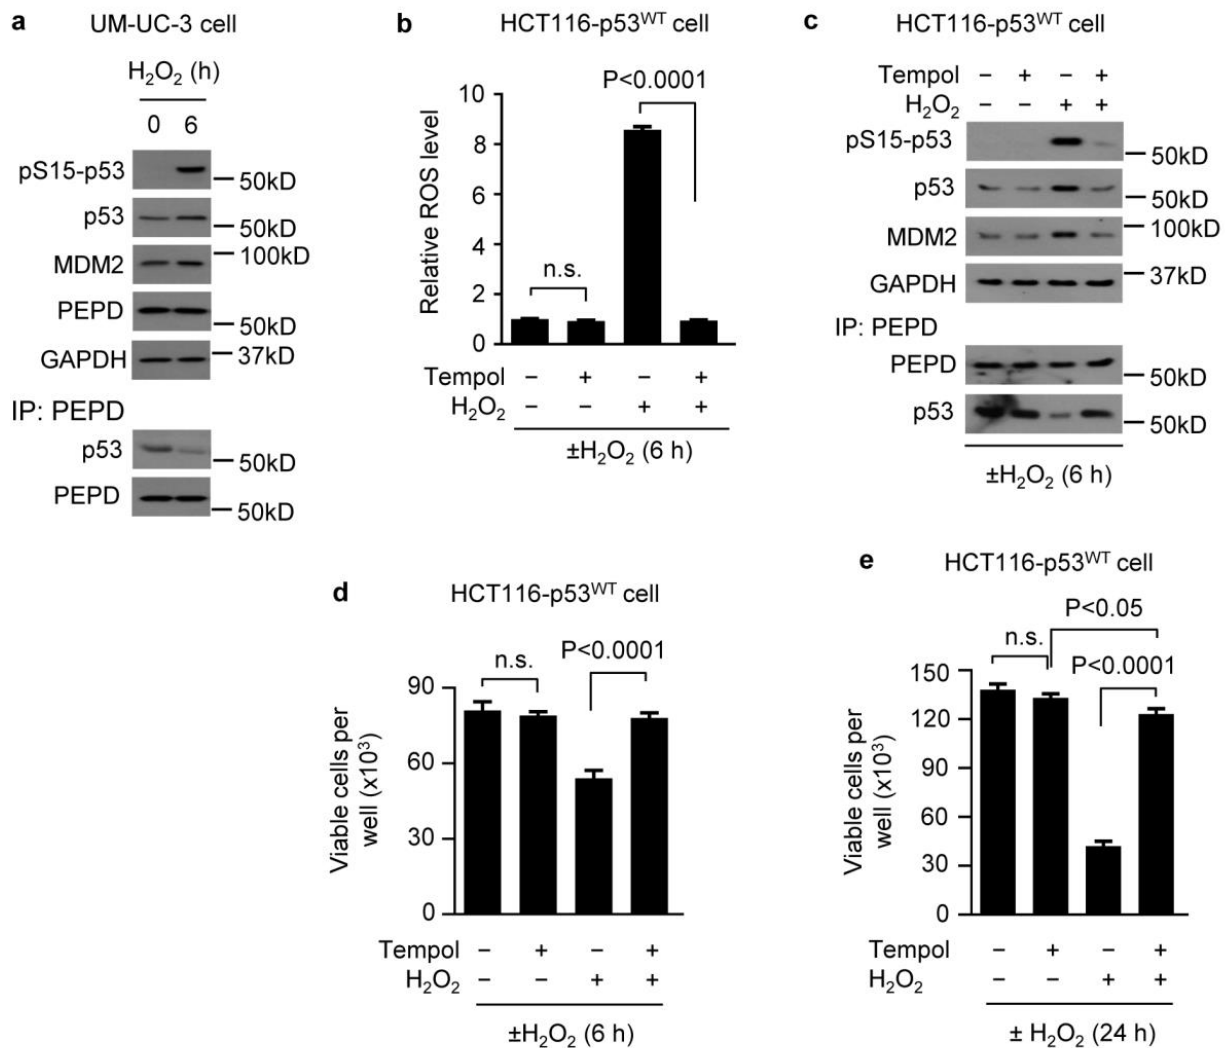 a
UM-UC-3 cell
H₂O₂ (h)
0 6
pS15-p53
50kD
p53
50kD
MDM2
100kD
PEPD
50kD
GAPDH
37kD
IP: PEPD
p53
50kD
PEPD
50kD
b
HCT116-p53ᵂᵀ cell
P<0.0001
n.s.
Relative ROS level
10
8
6
4
2
0
Tempol − + − +
H₂O₂ − − + +
±H₂O₂ (6 h)
c
HCT116-p53ᵂᵀ cell
Tempol − + − +
H₂O₂ − − + +
pS15-p53
50kD
p53
50kD
MDM2
100kD
GAPDH
37kD
IP: PEPD
PEPD
50kD
p53
50kD
±H₂O₂ (6 h)
d
HCT116-p53ᵂᵀ cell
n.s.
P<0.0001
Viable cells per
well (x10³)
90
60
30
0
Tempol − + − +
H₂O₂ − − + +
±H₂O₂ (6 h)
e
HCT116-p53ᵂᵀ cell
P<0.05
n.s.
P<0.0001
Viable cells per
well (x10³)
150
120
90
60
30
0
Tempol − + − +
H₂O₂ − − + +
± H₂O₂ (24 h)